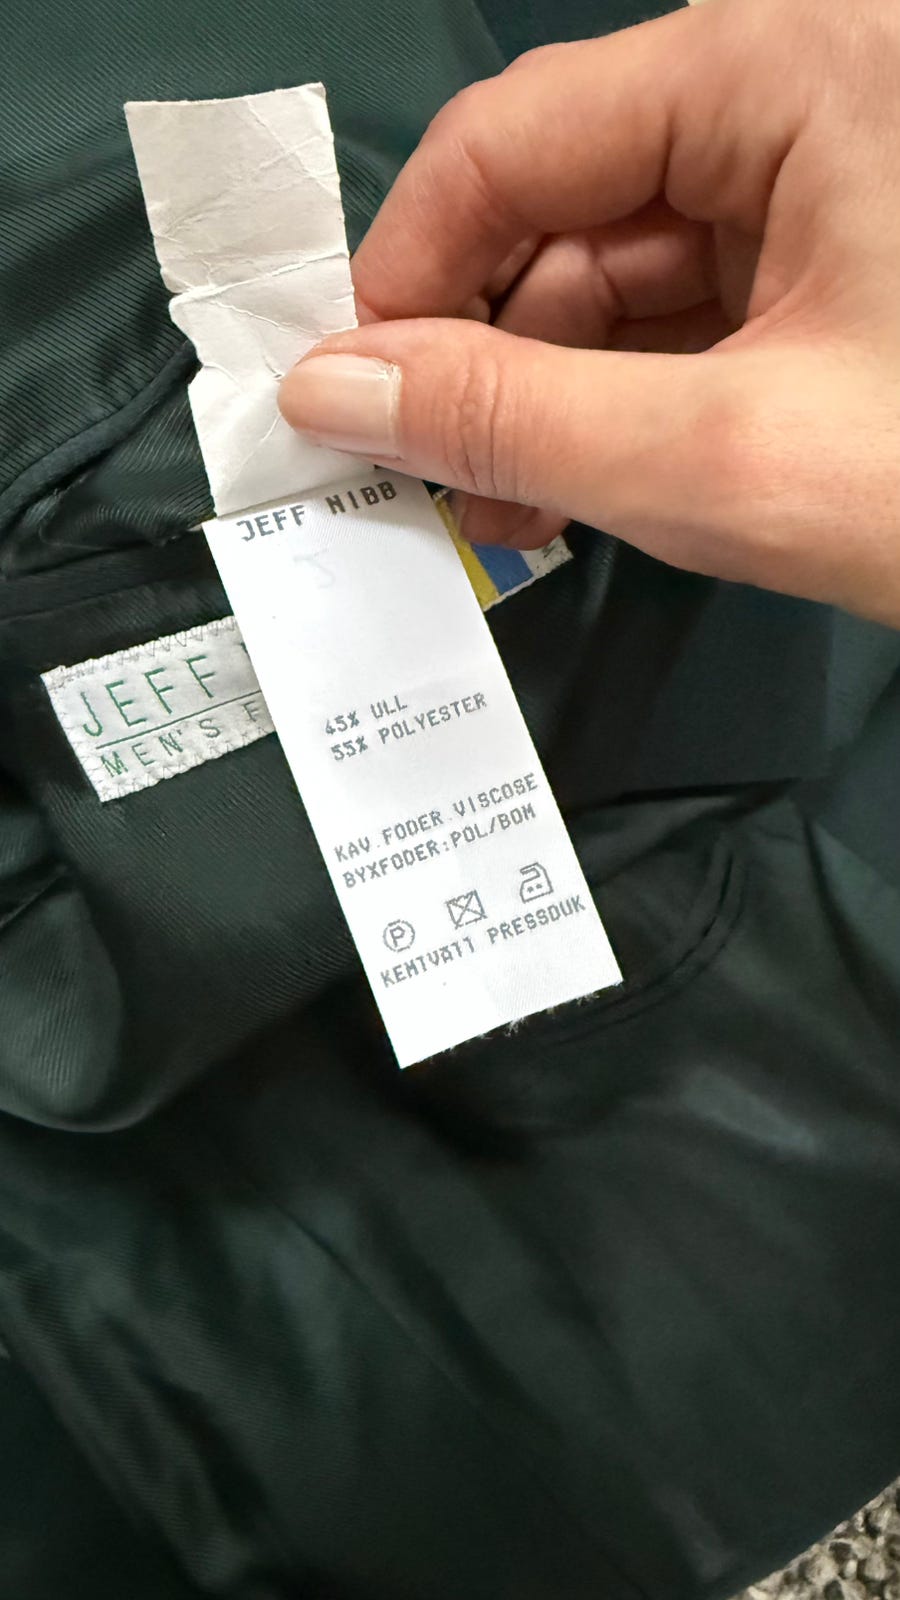 JEFF NIBB
JEFF
MEN'S F
45% ULL
55% POLYESTER
KAV.FODER.VISCOSE
BYXFODER:POL/BOM
P
KEMTVÄTT PRESSDUK